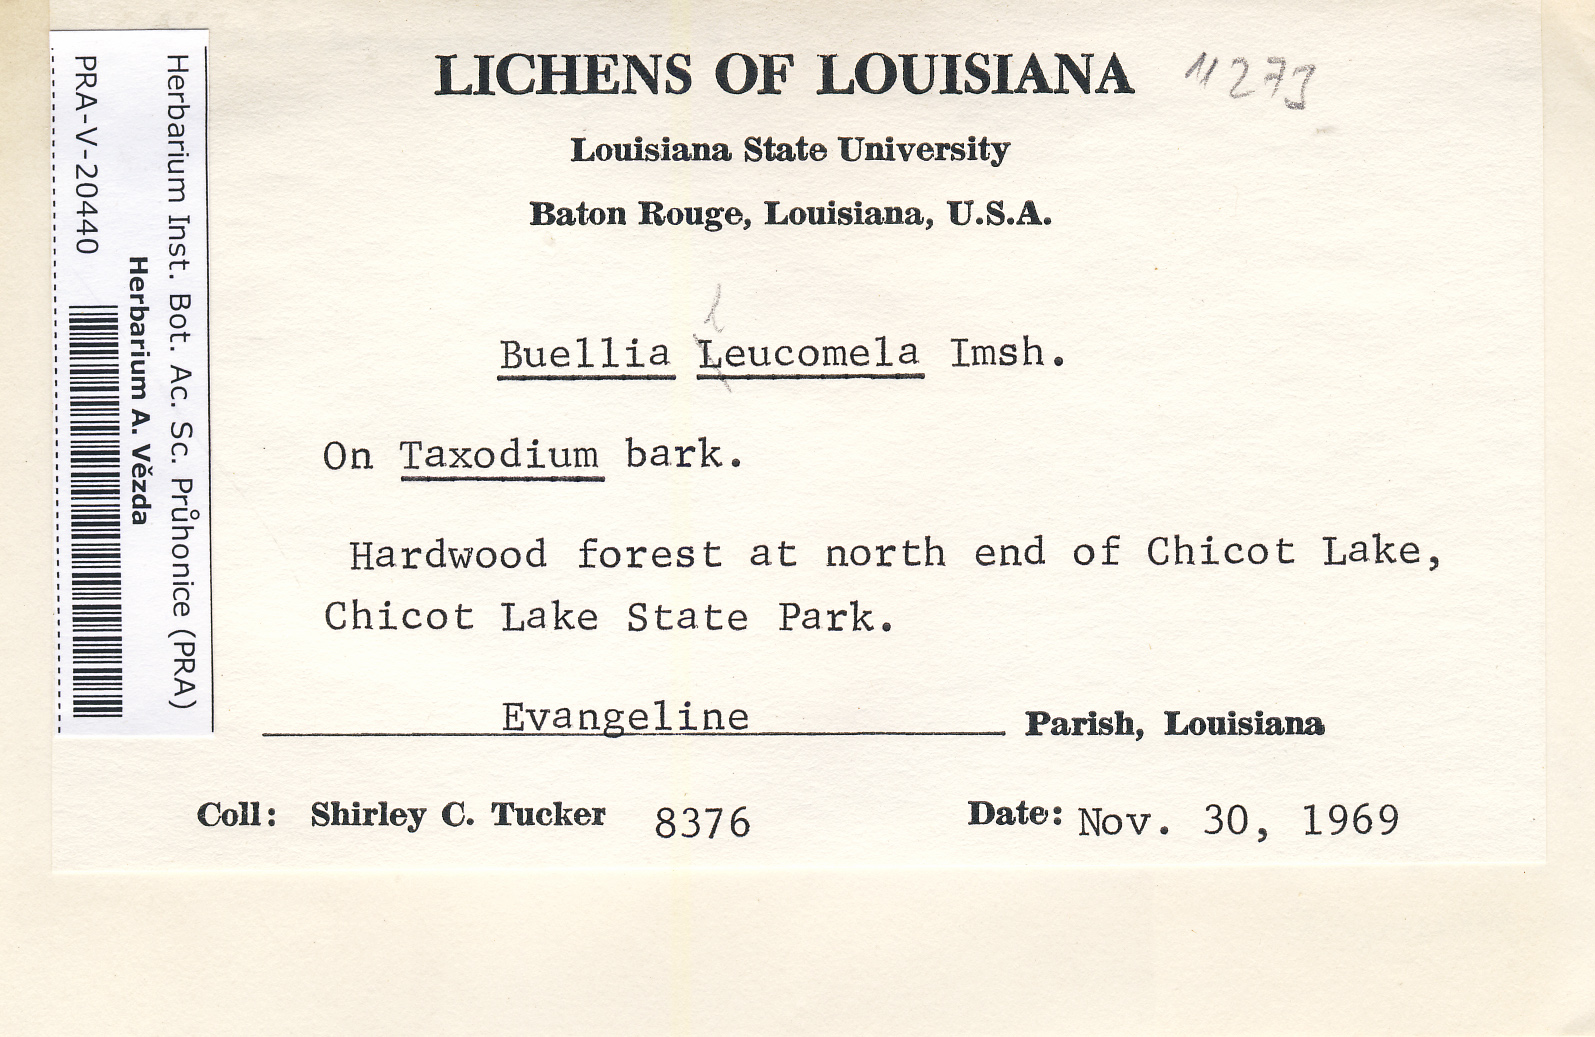 LICHENS OF LOUISIANA
Louisiana State University
Baton Rouge, Louisiana, U.S.A.
l
Buellia Leucomela Imsh.
On Taxodium bark.
Hardwood forest at north end of Chicot Lake,
Chicot Lake State Park.
Evangeline Parish, Louisiana
Coll: Shirley C. Tucker 8376 Date: Nov. 30, 1969
Herbarium Inst. Bot. Ac. Sc. Průhonice (PRA)
Herbarium A. Vězda
PRA-V-20440